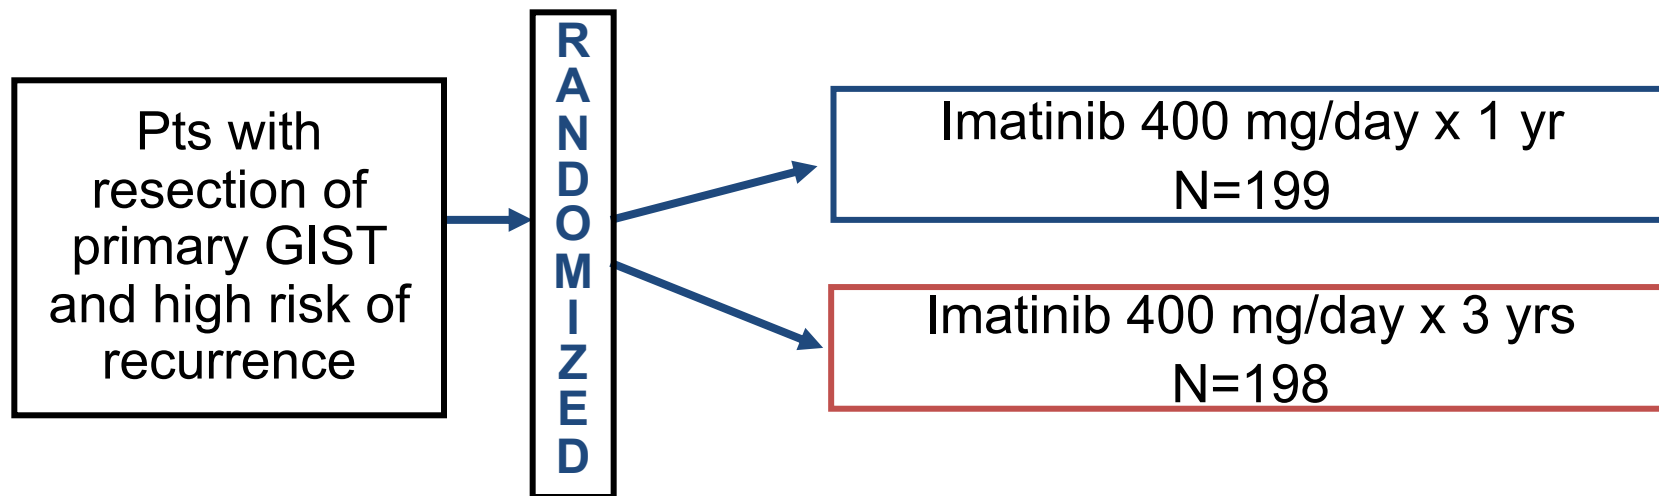 Pts with
resection of
primary GIST
and high risk of
recurrence
RANDOMIZED
Imatinib 400 mg/day x 1 yr
N=199
Imatinib 400 mg/day x 3 yrs
N=198